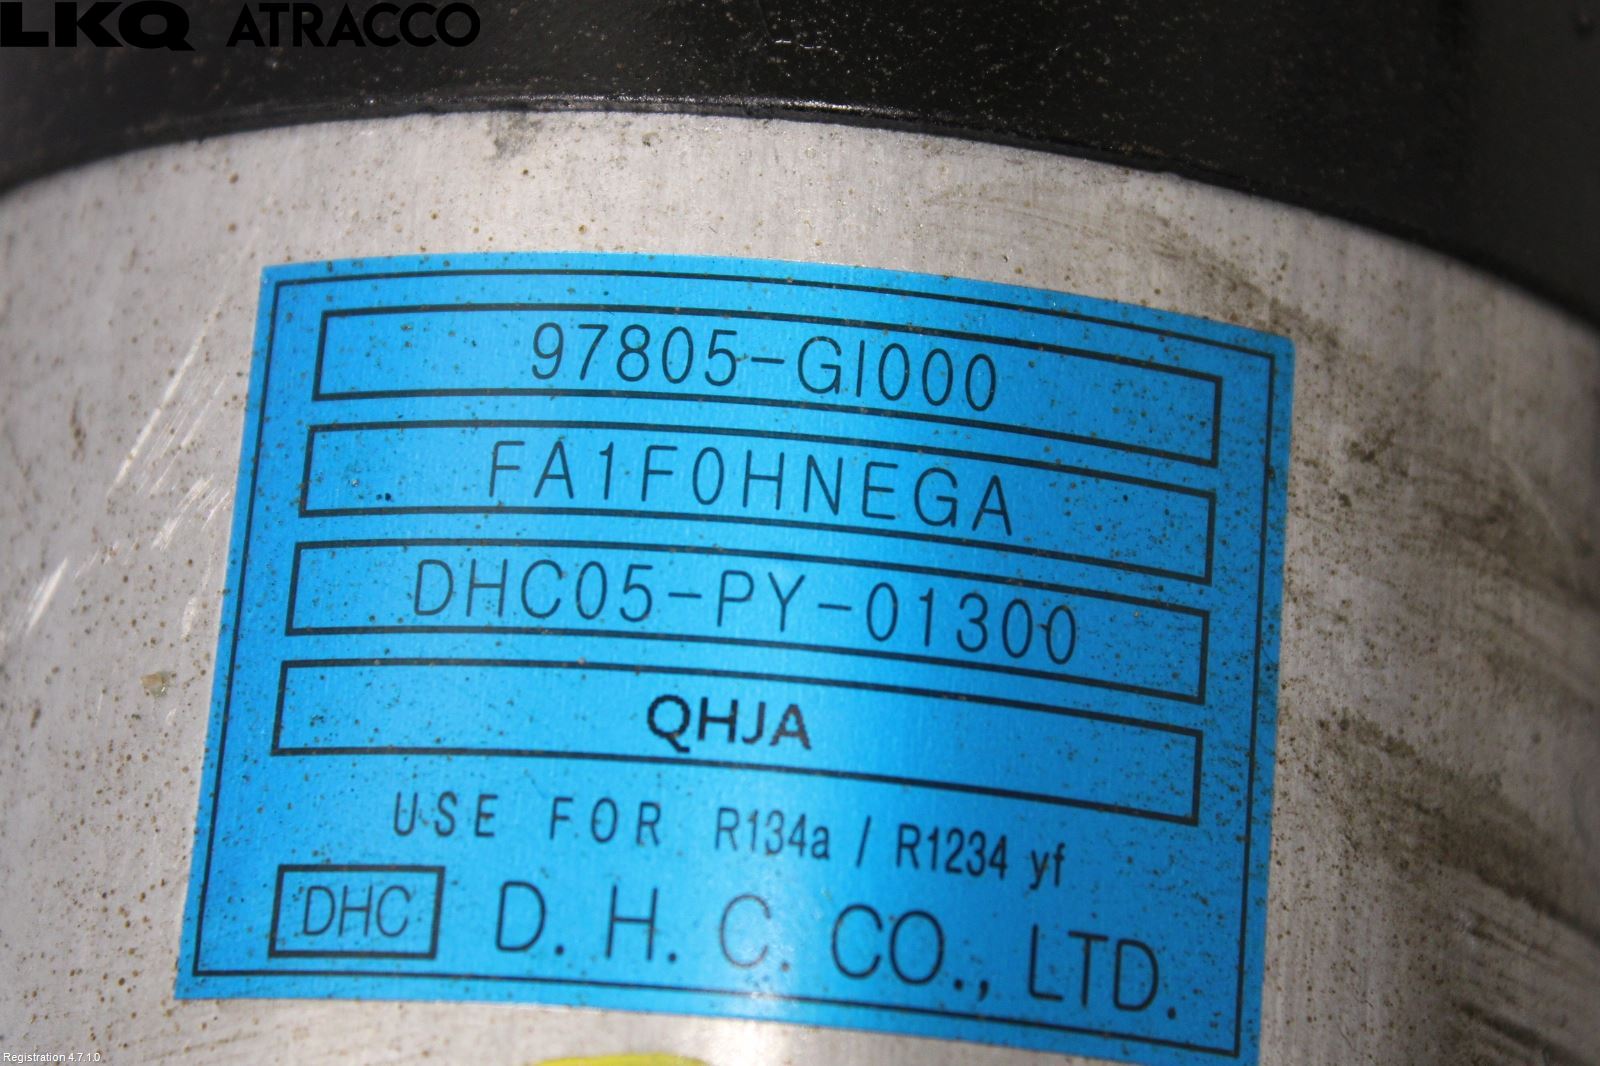 LKQ ATRACCO
97805-GI000
FA1F0HNEGA
DHC05-PY-01300
QHJA
USE FOR R134a / R1234 yf
DHC D. H. C. CO., LTD.
Registration 4.7.1.0